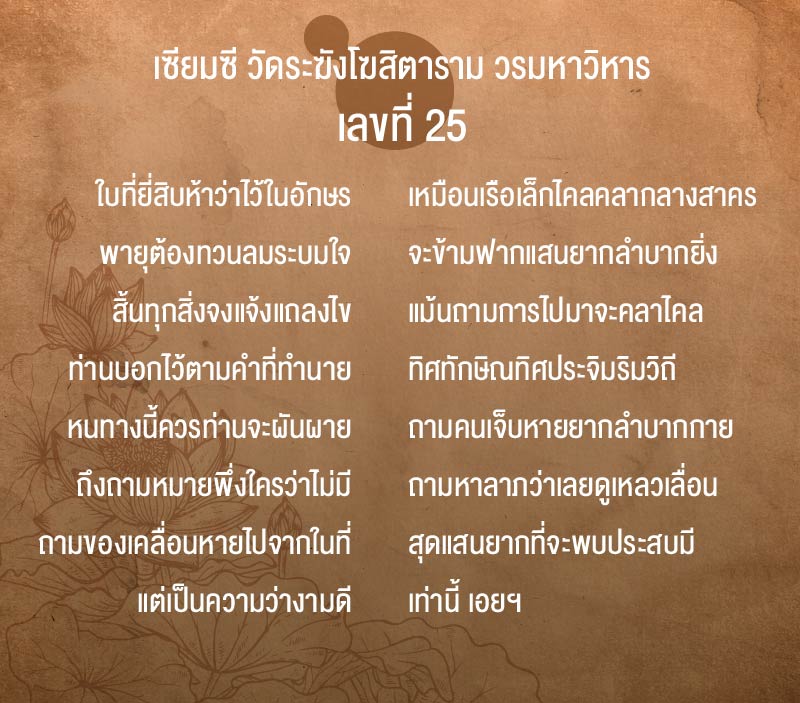 เซียมซี วัดระฆังโฆสิตาราม วรมหาวิหาร
เลขที่ 25
ใบที่ยี่สิบห้าว่าไว้ในอักษร เหมือนเรือเล็กไคลคลากลางสาคร
พายุต้องทวนลมระบมใจ จะข้ามฟากแสนยากลำบากยิ่ง
สิ้นทุกสิ่งจงแจ้งแถลงไข แม้นถามการไปมาจะคลาไคล
ท่านบอกไว้ตามคำที่ทำนาย ทิศทักษิณทิศประจิมริมวิถี
หนทางนี้ควรท่านจะผันผาย ถามคนเจ็บหายยากลำบากกาย
ถึงถามหมายพึ่งใครว่าไม่มี ถามหาลาภว่าเลยดูเหลวเลื่อน
ถามของเคลื่อนหายไปจากในที่ สุดแสนยากที่จะพบประสบมี
แต่เป็นความว่างามดี เท่านี้ เอยฯ